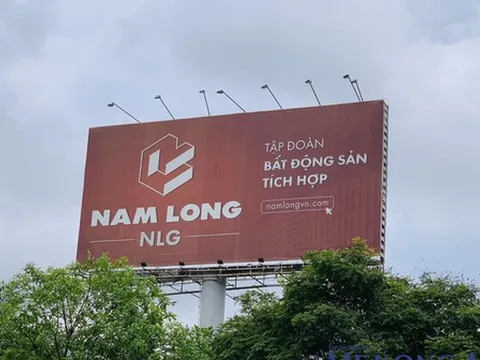 NAM LONG
NLG
TẬP ĐOÀN
BẤT ĐỘNG SẢN
TÍCH HỢP
namlongvn.com